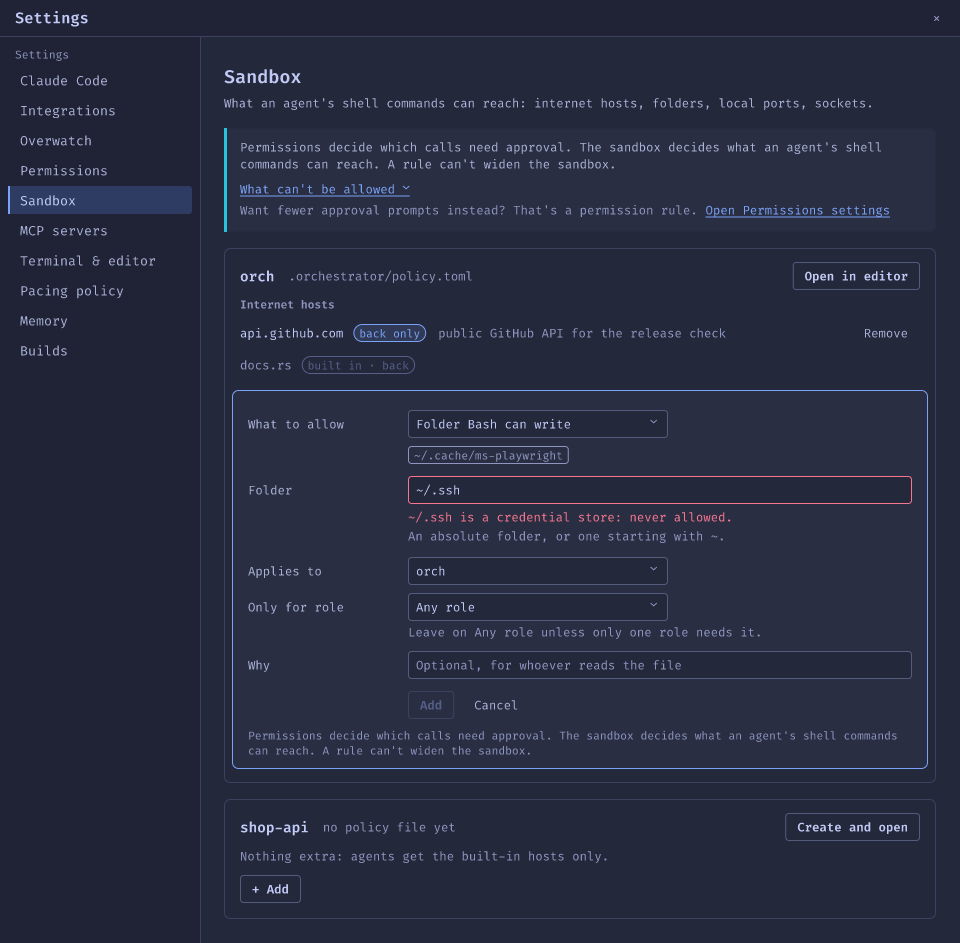 Settings
×
Settings
Claude Code
Integrations
Overwatch
Permissions
Sandbox
MCP servers
Terminal & editor
Pacing policy
Memory
Builds
Sandbox
What an agent's shell commands can reach: internet hosts, folders, local ports, sockets.
Permissions decide which calls need approval. The sandbox decides what an agent's shell
commands can reach. A rule can't widen the sandbox.
What can't be allowed
Want fewer approval prompts instead? That's a permission rule. Open Permissions settings
orch .orchestrator/policy.toml Open in editor
Internet hosts
api.github.com back only public GitHub API for the release check Remove
docs.rs built in · back
What to allow Folder Bash can write
~/.cache/ms-playwright
Folder ~/.ssh
~/.ssh is a credential store: never allowed.
An absolute folder, or one starting with ~.
Applies to orch
Only for role Any role
Leave on Any role unless only one role needs it.
Why Optional, for whoever reads the file
Add Cancel
Permissions decide which calls need approval. The sandbox decides what an agent's shell commands
can reach. A rule can't widen the sandbox.
shop-api no policy file yet Create and open
Nothing extra: agents get the built-in hosts only.
+ Add